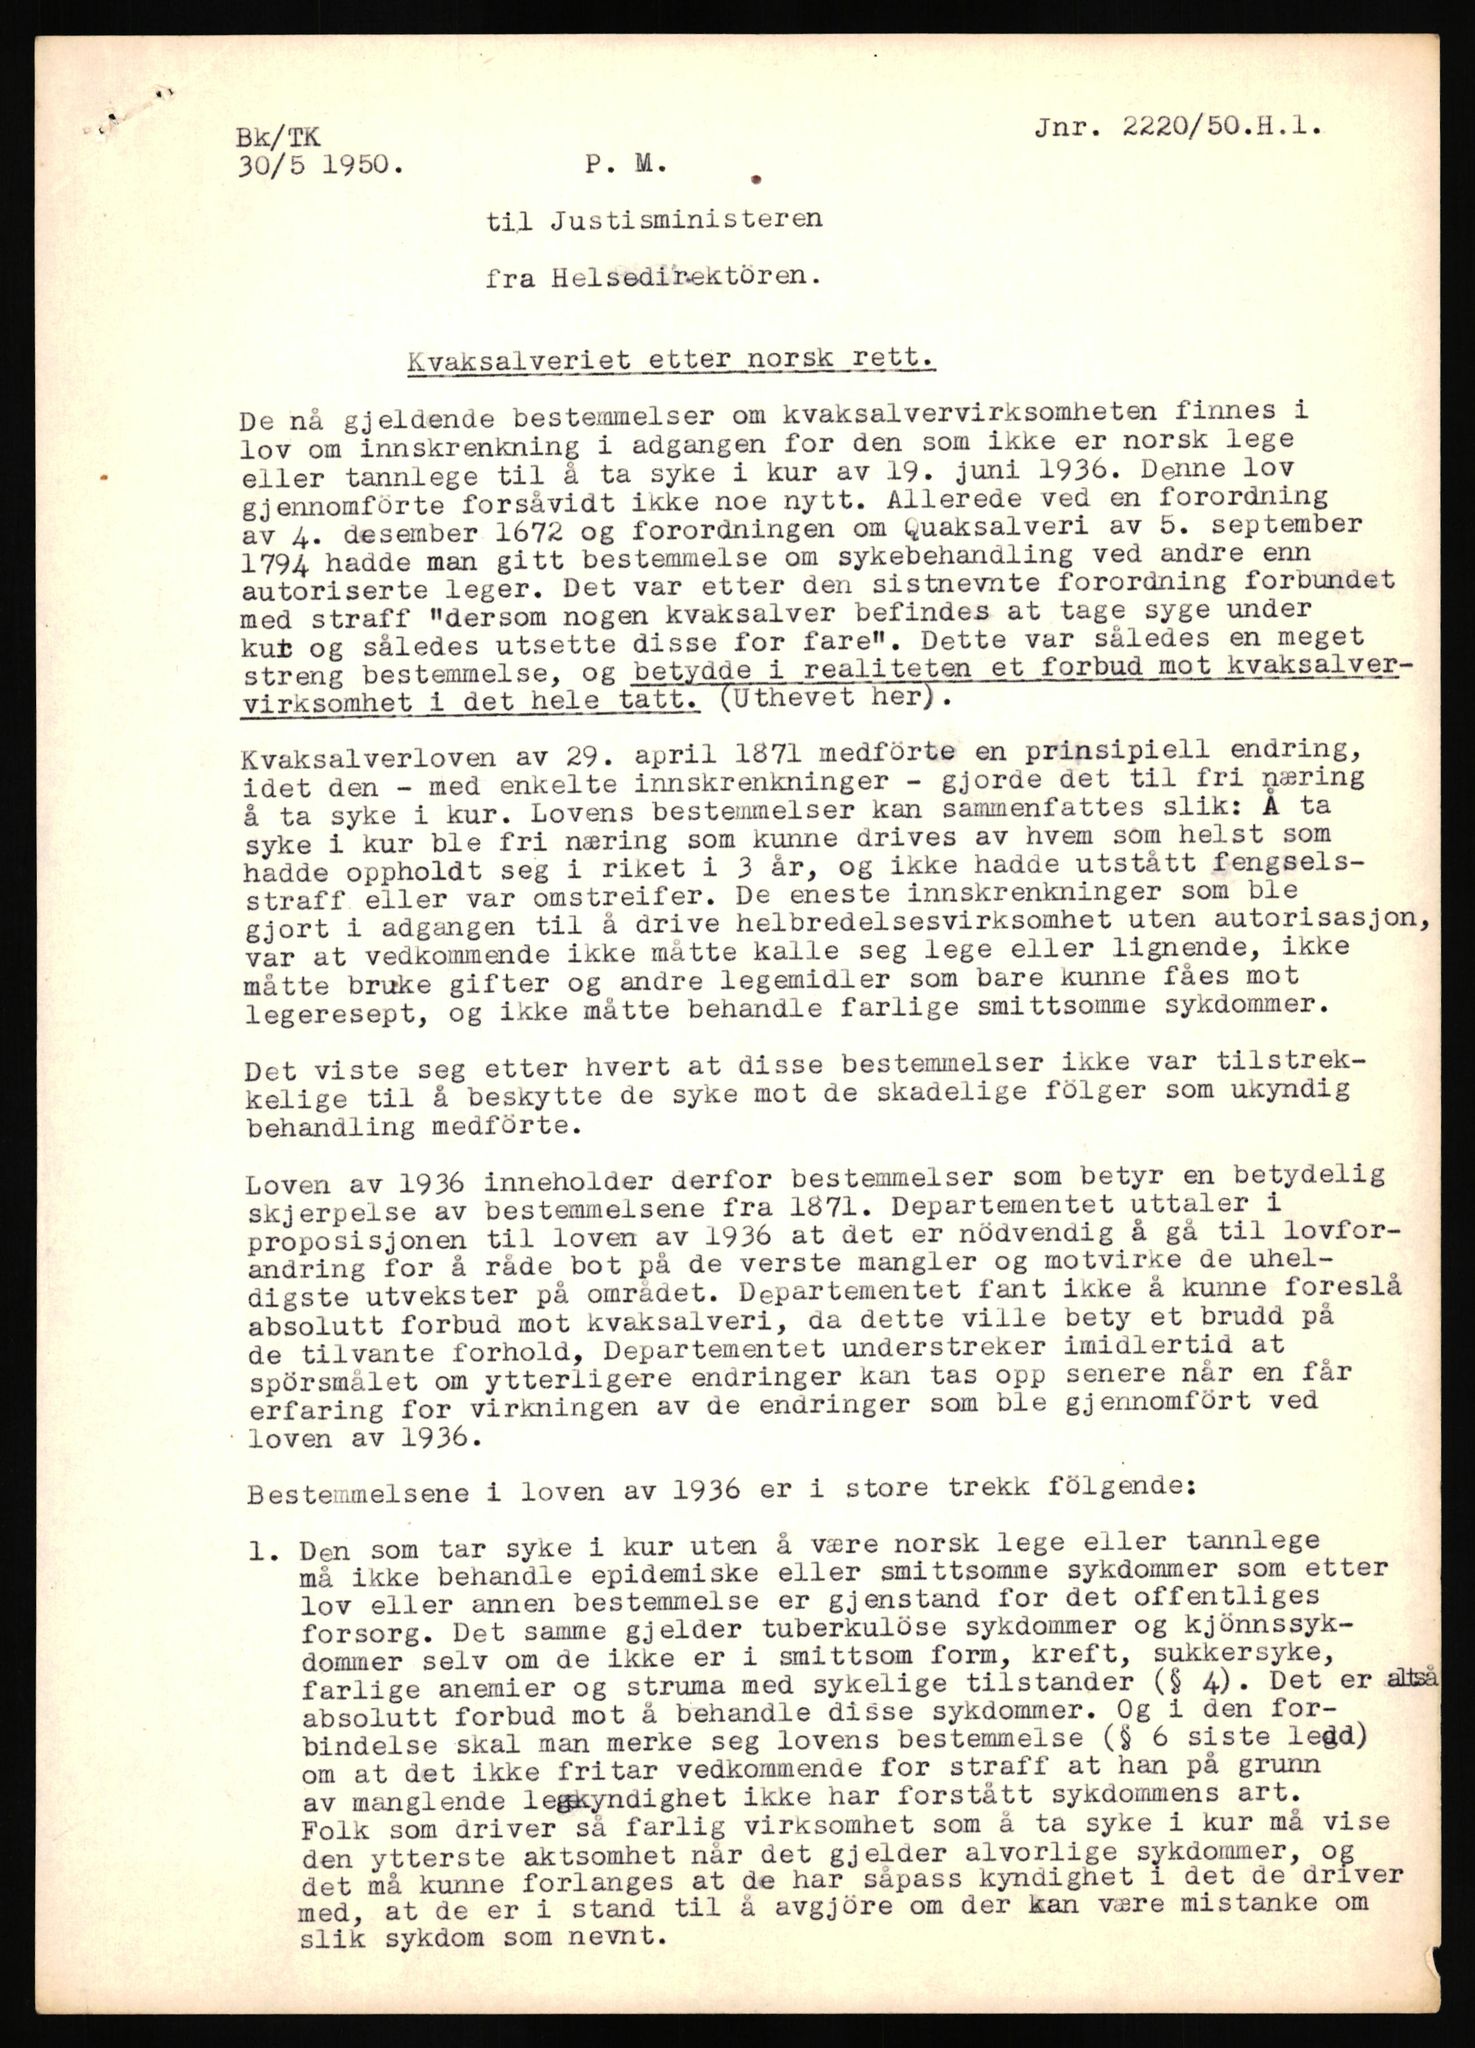 Bk/TK
Jnr. 2220/50.H.l.
30/5 1950.
P. M.
til Justisministeren
fra Helsedirektören.
Kvaksalveriet etter norsk rett.
De nå gjeldende bestemmelser om kvaksalvervirksomheten finnes i
lov om innskrenkning i adgangen for den som ikke er norsk lege
eller tannlege til å ta syke i kur av 19. juni 1936. Denne lov
gjennomförte forsåvidt ikke noe nytt. Allerede ved en forordning
av 4. desember 1672 og forordningen om Quaksalveri av 5. september
1794 hadde man gitt bestemmelse om sykebehandling ved andre enn
autoriserte leger. Det var etter den sistnevnte forordning forbundet
med straff "dersom nogen kvaksalver befindes at tage syge under
kur og således utsette disse for fare". Dette var således en meget
streng bestemmelse, og betydde i realiteten et forbud mot kvaksalver-
virksomhet i det hele tatt. (Uthevet her).
Kvaksalverloven av 29. april 1871 medförte en prinsipiell endring,
idet den - med enkelte innskrenkninger - gjorde det til fri næring
å ta syke i kur. Lovens bestemmelser kan sammenfattes slik: Å ta
syke i kur ble fri næring som kunne drives av hvem som helst som
hadde oppholdt seg i riket i 3 år, og ikke hadde utstått fengsels-
straff eller var omstreifer. De eneste innskrenkninger som ble
gjort i adgangen til å drive helbredelsesvirksomhet uten autorisasjon,
var at vedkommende ikke måtte kalle seg lege eller lignende, ikke
måtte bruke gifter og andre legemidler som bare kunne fåes mot
legeresept, og ikke måtte behandle farlige smittsomme sykdommer.
Det viste seg etter hvert at disse bestemmelser ikke var tilstrek-
kelige til å beskytte de syke mot de skadelige fölger som ukyndig
behandling medförte.
Loven av 1936 inneholder derfor bestemmelser som betyr en betydelig
skjerpelse av bestemmelsene fra 1871. Departementet uttaler i
proposisjonen til loven av 1936 at det er nödvendig å gå til lovfor-
andring for å råde bot på de verste mangler og motvirke de uhel-
digste utvekster på området. Departementet fant ikke å kunne foreslå
absolutt forbud mot kvaksalveri, da dette ville bety et brudd på
de tilvante forhold, Departementet understreker imidlertid at
spörsmålet om ytterligere endringer kan tas opp senere når en får
erfaring for virkningen av de endringer som ble gjennomfört ved
loven av 1936.
Bestemmelsene i loven av 1936 er i store trekk fölgende:
1. Den som tar syke i kur uten å være norsk lege eller tannlege
må ikke behandle epidemiske eller smittsomme sykdommer som etter
lov eller annen bestemmelse er gjenstand for det offentliges
forsorg. Det samme gjelder tuberkulöse sykdommer og kjönnssyk-
dommer selv om de ikke er i smittsom form, kreft, sukkersyke,
farlige anemier og struma med sykelige tilstander (§ 4). Det er altså
absolutt forbud mot å behandle disse sykdommer. Og i den for-
bindelse skal man merke seg lovens bestemmelse (§ 6 siste ledd)
om at det ikke fritar vedkommende for straff at han på grunn
av manglende legekyndighet ikke har forstått sykdommens art.
Folk som driver så farlig virksomhet som å ta syke i kur må vise
den ytterste aktsomhet når det gjelder alvorlige sykdommer, og
det må kunne forlanges at de har såpass kyndighet i det de driver
med, at de er i stand til å avgjöre om der kan være mistanke om
slik sykdom som nevnt.